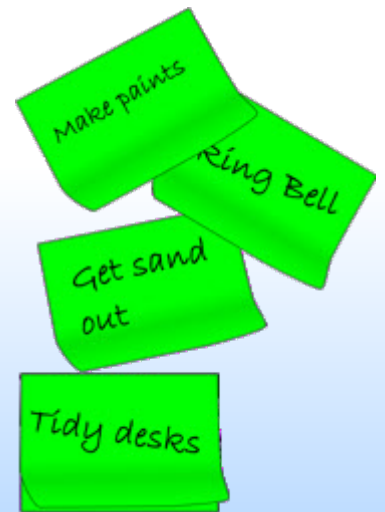 Make paints
Ring Bell
Get sand
out
Tidy desks